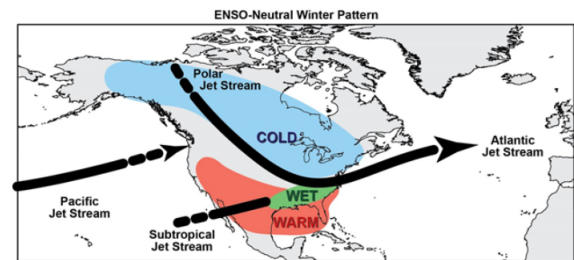 ENSO-Neutral Winter Pattern
Polar
Jet Stream
COLD
Atlantic
Jet Stream
WET
Pacific
Jet Stream
WARM
Subtropical
Jet Stream